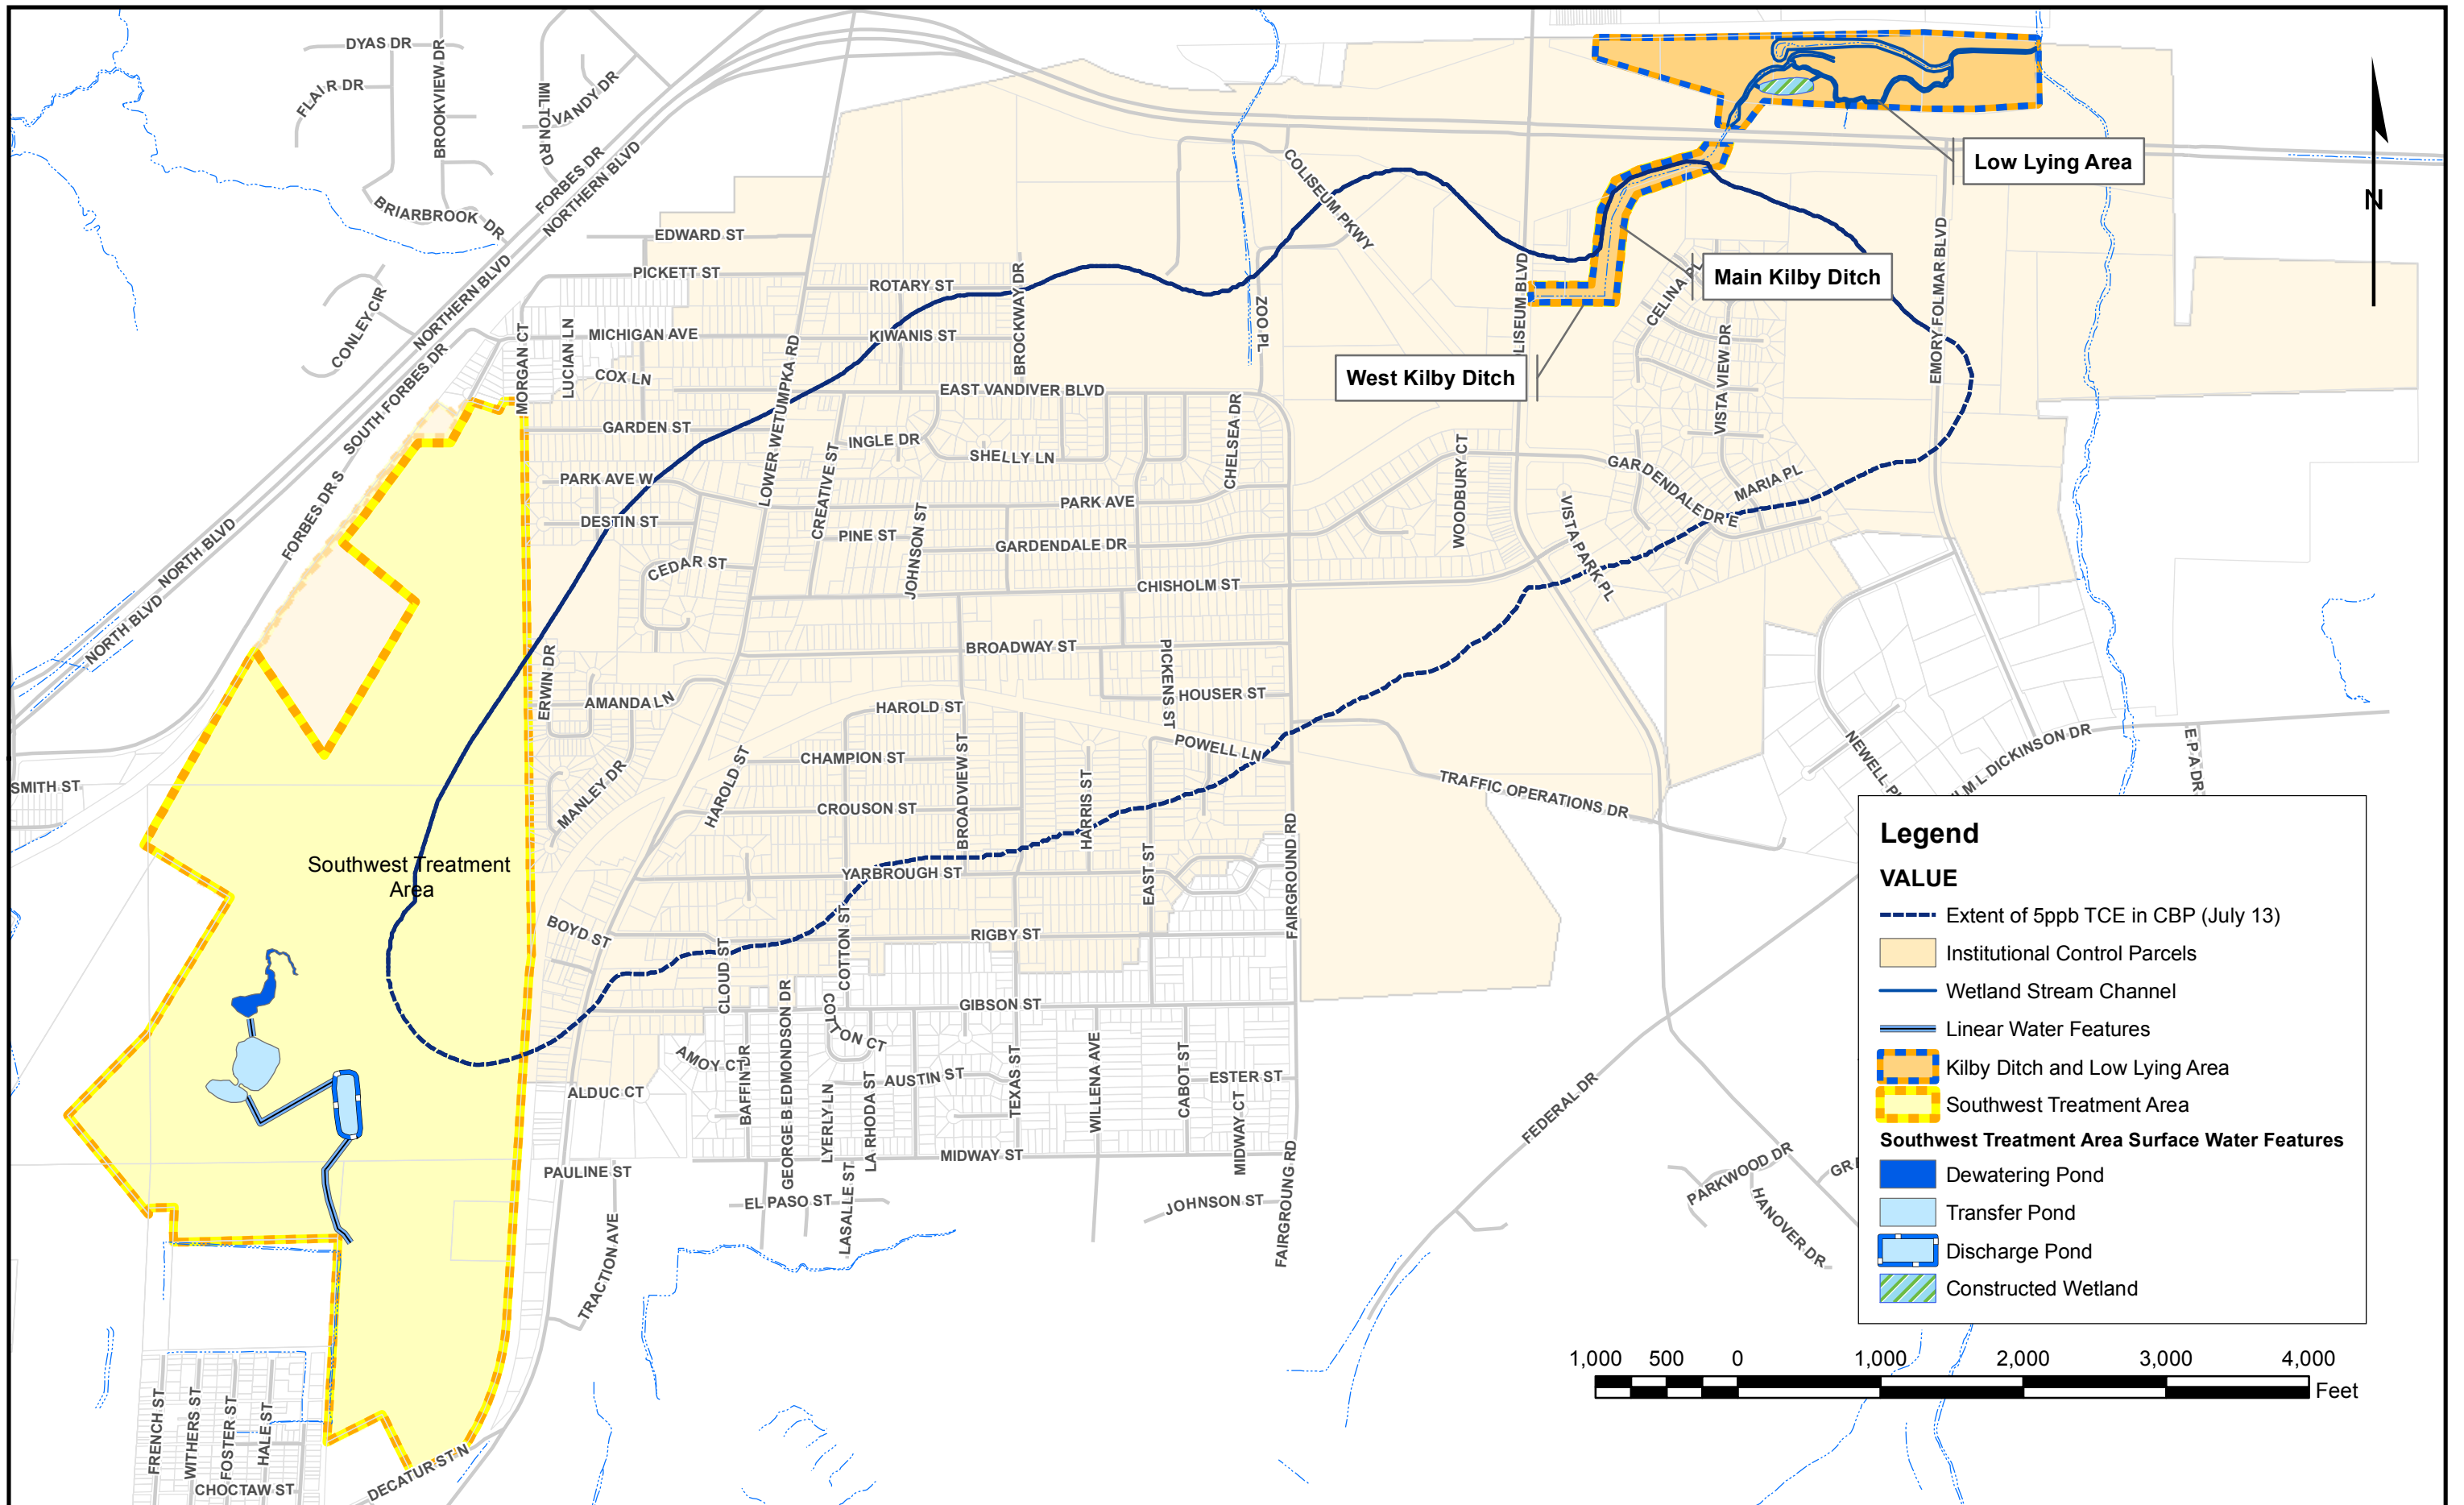 DYAS DR
FLAIR DR
BROOKVIEW DR
MILTON RD
VANDY DR
FORBES DR
NORTHERN BLVD
BRIARBROOK DR
CONLEY CIR
NORTHERN BLVD
SOUTH FORBES DR
EDWARD ST
PICKETT ST
MORGAN CT
LUCIAN LN
MICHIGAN AVE
COX LN
GARDEN ST
PARK AVE W
DESTIN ST
CEDAR ST
LOWER WETUMPKA RD
ROTARY ST
KIWANIS ST
BROCKWAY DR
EAST VANDIVER BLVD
CREATIVE ST
INGLE DR
SHELLY LN
CHELSEA DR
PARK AVE
PINE ST
JOHNSON ST
GARDENDALE DR
CHISHOLM ST
ZOO PL
COLISEUM PKWY
LISEUM BLVD
Low Lying Area
N
Main Kilby Ditch
West Kilby Ditch
CELINA PL
VISTA VIEW DR
EMORY FOLMAR BLVD
WOODBURY CT
GARDENDALE DR E
MARIA PL
VISTA PARK PL
FORBES DR S
NORTH BLVD
NORTH BLVD
SMITH ST
Southwest Treatment
Area
ERWIN DR
AMANDA LN
MANLEY DR
HAROLD ST
BROADWAY ST
HAROLD ST
PICKENS ST
HOUSER ST
POWELL LN
CHAMPION ST
BROADVIEW ST
CROUSON ST
HARRIS ST
YARBROUGH ST
EAST ST
FAIRGROUND RD
TRAFFIC OPERATIONS DR
NEWELL P
LM L DICKINSON DR
E P A DR
BOYD ST
CLOUD ST
COTTON ST
RIGBY ST
GIBSON ST
COTTON CT
AMOY CT
BAFFIN DR
GEORGE B EDMONDSON DR
LYERLY LN
LA RHODA ST
AUSTIN ST
TEXAS ST
WILLENA AVE
CABOT ST
ESTER ST
MIDWAY CT
ALDUC CT
MIDWAY ST
PAULINE ST
EL PASO ST
LASALLE ST
JOHNSON ST
FAIRGROUNG RD
TRACTION AVE
FEDERAL DR
PARKWOOD DR
HANOVER DR
GRA
FRENCH ST
WITHERS ST
FOSTER ST
HALE ST
CHOCTAW ST
DECATUR ST N
Legend
VALUE
Extent of 5ppb TCE in CBP (July 13)
Institutional Control Parcels
Wetland Stream Channel
Linear Water Features
Kilby Ditch and Low Lying Area
Southwest Treatment Area
Southwest Treatment Area Surface Water Features
Dewatering Pond
Transfer Pond
Discharge Pond
Constructed Wetland
1,000 500 0 1,000 2,000 3,000 4,000
Feet